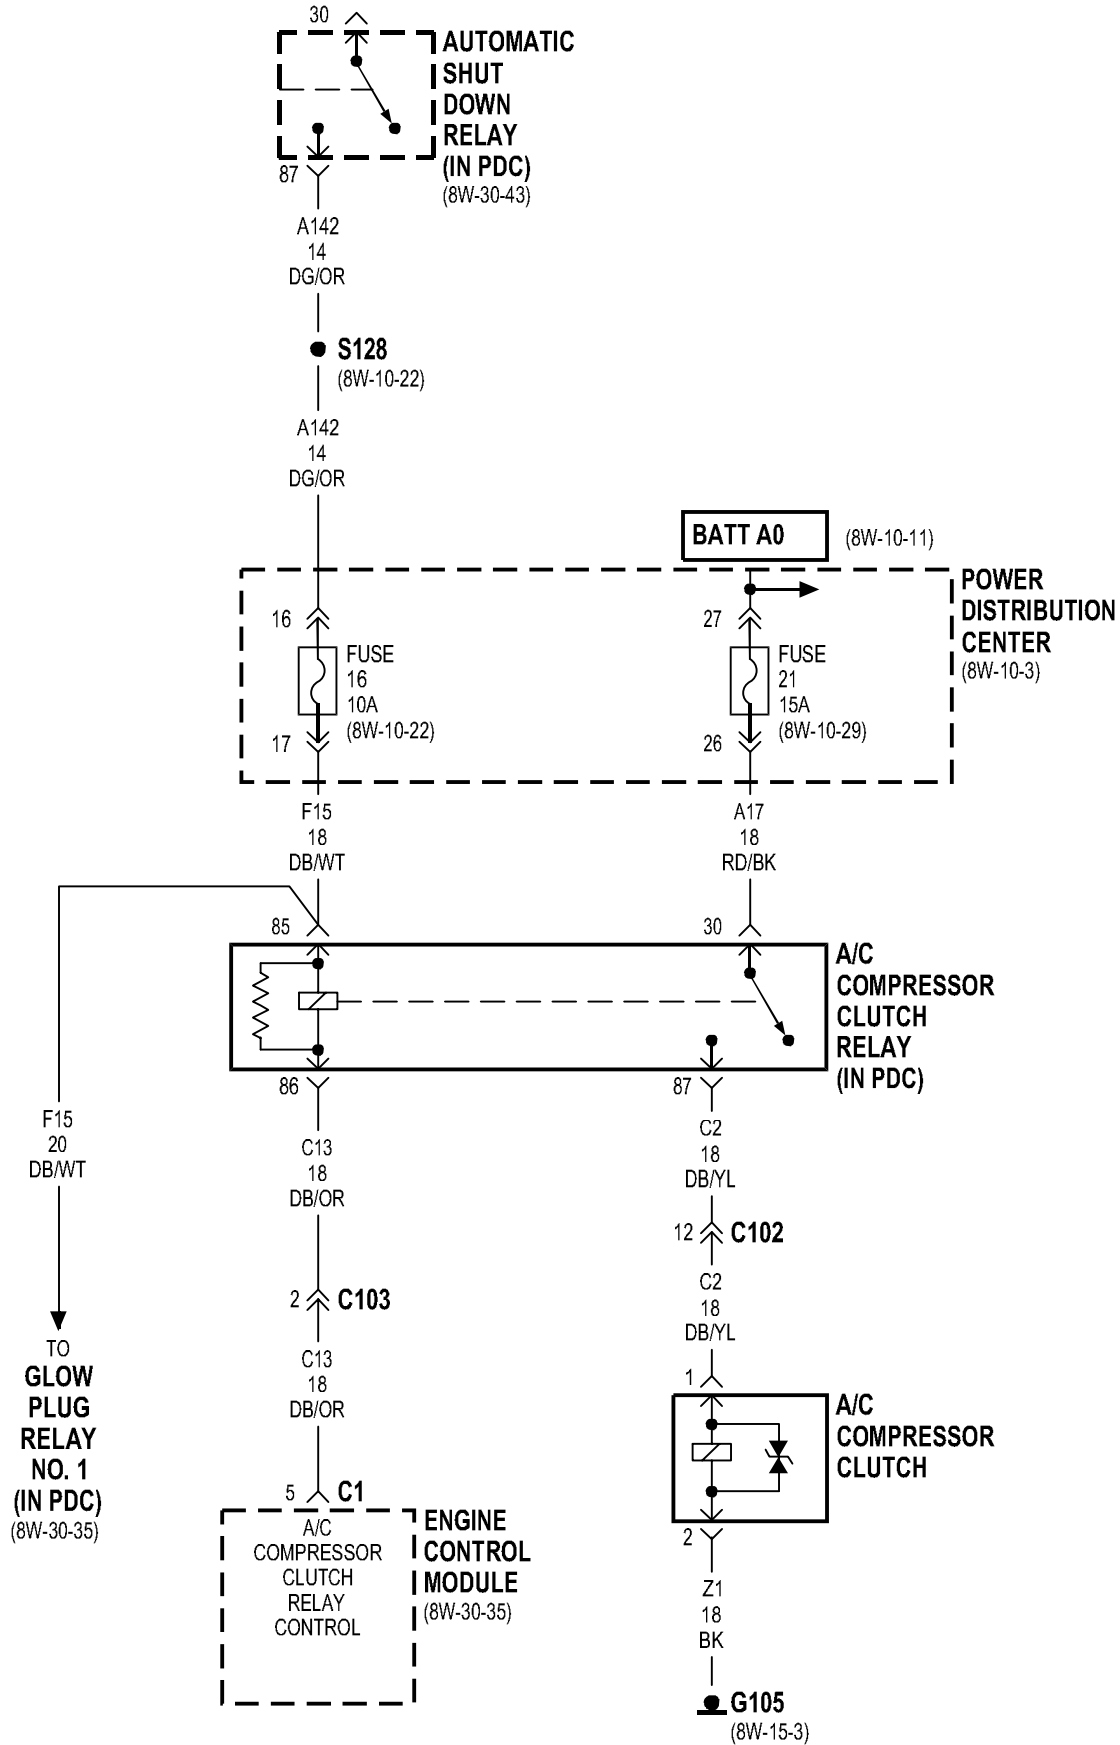 30
AUTOMATIC
SHUT
DOWN
RELAY
(IN PDC)
(8W-30-43)
87
A142
14
DG/OR
S128
(8W-10-22)
A142
14
DG/OR
BATT A0
(8W-10-11)
POWER
DISTRIBUTION
CENTER
(8W-10-3)
16
FUSE
16
10A
(8W-10-22)
17
27
FUSE
21
15A
(8W-10-29)
26
F15
18
DB/WT
A17
18
RD/BK
85
30
A/C
COMPRESSOR
CLUTCH
RELAY
(IN PDC)
86
87
F15
20
DB/WT
C13
18
DB/OR
C2
18
DB/YL
12 C102
2 C103
C2
18
DB/YL
C13
18
DB/OR
TO
GLOW
PLUG
RELAY
NO. 1
(IN PDC)
(8W-30-35)
1
A/C
COMPRESSOR
CLUTCH
2
5 C1
A/C
COMPRESSOR
CLUTCH
RELAY
CONTROL
ENGINE
CONTROL
MODULE
(8W-30-35)
Z1
18
BK
G105
(8W-15-3)